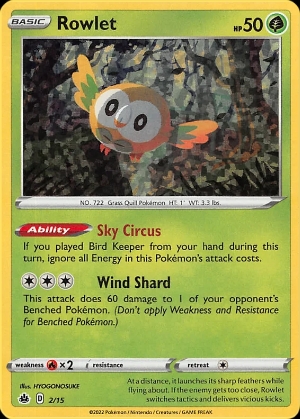 BASIC Rowlet HP 50
NO. 722 Grass Quill Pokémon HT: 1' WT: 3.3 lbs.
Ability Sky Circus
If you played Bird Keeper from your hand during this
turn, ignore all Energy in this Pokémon's attack costs.
Wind Shard
This attack does 60 damage to 1 of your opponent's
Benched Pokémon. (Don't apply Weakness and Resistance
for Benched Pokémon.)
weakness ×2 resistance retreat
Illus. HYOGONOSUKE
D 2/15
At a distance, it launches its sharp feathers while
flying about. If the enemy gets too close, Rowlet
switches tactics and delivers vicious kicks.
©2022 Pokémon / Nintendo / Creatures / GAME FREAK